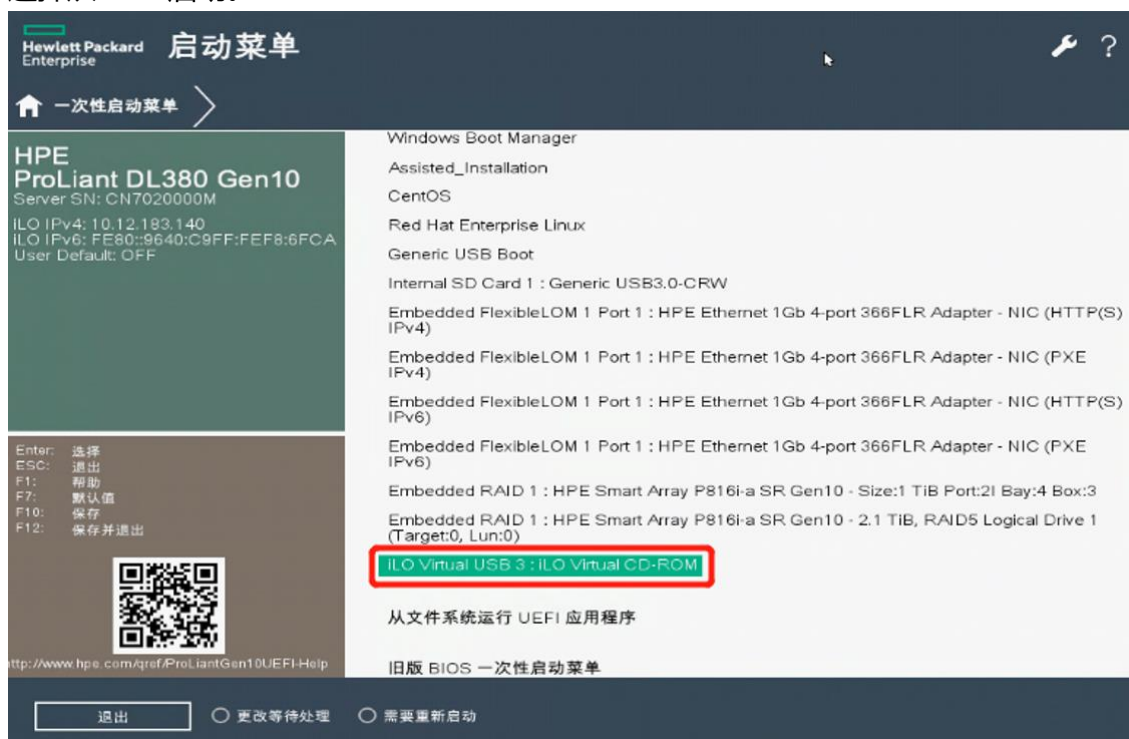 Hewlett Packard
Enterprise
启动菜单
?
一次性启动菜单
HPE
ProLiant DL380 Gen10
Server SN: CN7020000M
iLO IPv4: 10.12.183.140
iLO IPv6: FE80::9640:C9FF:FEF8:6FCA
User Default: OFF
Enter: 选择
ESC: 退出
F1: 帮助
F7: 默认值
F10: 保存
F12: 保存并退出
ttp://www.hpe.com/qref/ProLiantGen10UEFI-Help
Windows Boot Manager
Assisted_Installation
CentOS
Red Hat Enterprise Linux
Generic USB Boot
Internal SD Card 1 : Generic USB3.0-CRW
Embedded FlexibleLOM 1 Port 1 : HPE Ethernet 1Gb 4-port 366FLR Adapter - NIC (HTTP(S)
IPv4)
Embedded FlexibleLOM 1 Port 1 : HPE Ethernet 1Gb 4-port 366FLR Adapter - NIC (PXE
IPv4)
Embedded FlexibleLOM 1 Port 1 : HPE Ethernet 1Gb 4-port 366FLR Adapter - NIC (HTTP(S)
IPv6)
Embedded FlexibleLOM 1 Port 1 : HPE Ethernet 1Gb 4-port 366FLR Adapter - NIC (PXE
IPv6)
Embedded RAID 1 : HPE Smart Array P816i-a SR Gen10 - Size:1 TiB Port:2I Bay:4 Box:3
Embedded RAID 1 : HPE Smart Array P816i-a SR Gen10 - 2.1 TiB, RAID5 Logical Drive 1
(Target:0, Lun:0)
iLO Virtual USB 3 : iLO Virtual CD-ROM
从文件系统运行 UEFI 应用程序
旧版 BIOS 一次性启动菜单
退出
更改等待处理
需要重新启动